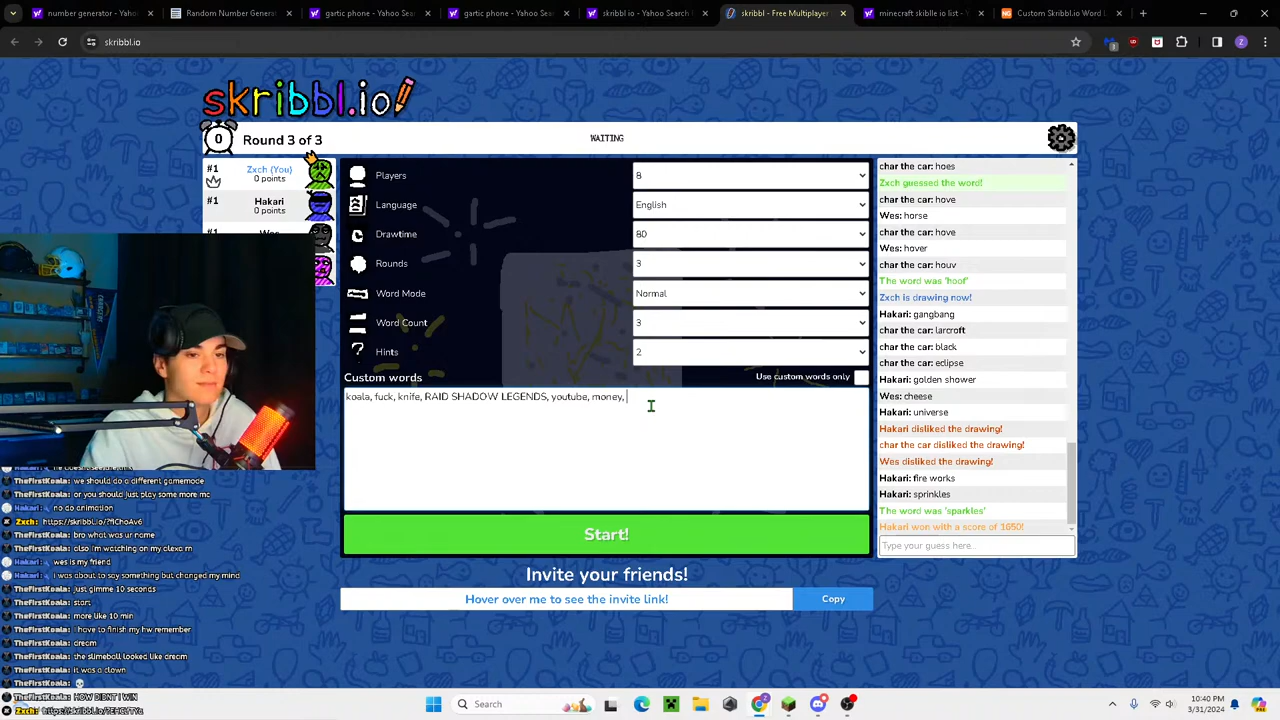 number generator - Yahoo
Random Number Generator
gartic phone - Yahoo Sea
gartic phone - Yahoo Sea
skribbl io - Yahoo Search
skribbl - Free Multiplayer
minecraft skiblle io list - Y
Custom Skribbl.io Word L
skribbl.io
skribbl.io
0
Round 3 of 3
WAITING
#1
Zxch (You)
0 points
#1
Hakari
0 points
#1
Wes
Players
8
Language
English
Drawtime
80
Rounds
3
Word Mode
Normal
Word Count
3
Hints
2
Custom words
Use custom words only
koala, fuck, knife, RAID SHADOW LEGENDS, youtube, money,
Start!
Invite your friends!
Hover over me to see the invite link!
Copy
char the car: hoes
Zxch guessed the word!
char the car: hove
Wes: horse
char the car: hove
Wes: hover
char the car: houv
The word was 'hoof'
Zxch is drawing now!
Hakari: gangbang
char the car: larcroft
char the car: black
char the car: eclipse
Hakari: golden shower
Wes: cheese
Hakari: universe
Hakari disliked the drawing!
char the car disliked the drawing!
Wes disliked the drawing!
Hakari: fire works
Hakari: sprinkles
The word was 'sparkles'
Hakari won with a score of 1650!
Type your guess here...
TheFirstKoala: we should do a different gamemode
TheFirstKoala: or you should just play some more mc
Hakari: no do animation
Zxch: https://skribbl.io/?fIChoAv6
TheFirstKoala: bro what was ur name
TheFirstKoala: also i'm watching on my alexa m
Hakari: wes is my friend
Hakari: i was about to say something but changed my mind
TheFirstKoala: just gimme 10 seconds
TheFirstKoala: start
TheFirstKoala: more like 10 min
TheFirstKoala: I have to finish my hw remember
TheFirstKoala: dream
TheFirstKoala: the slimeball looked like dream
TheFirstKoala: it was a clown
TheFirstKoala: 💀
TheFirstKoala: HOW DIDNT I WIN
Zxch:
Search
10:40 PM
3/31/2024